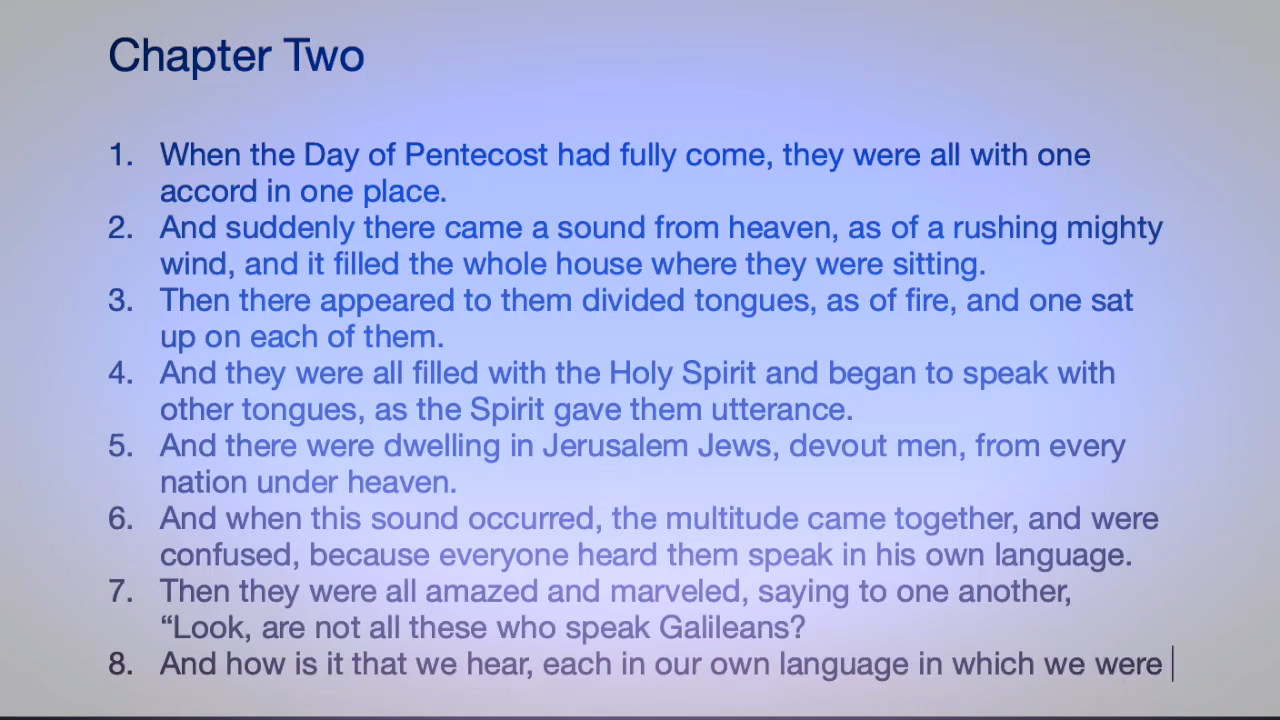 Chapter Two
1. When the Day of Pentecost had fully come, they were all with one
accord in one place.
2. And suddenly there came a sound from heaven, as of a rushing mighty
wind, and it filled the whole house where they were sitting.
3. Then there appeared to them divided tongues, as of fire, and one sat
up on each of them.
4. And they were all filled with the Holy Spirit and began to speak with
other tongues, as the Spirit gave them utterance.
5. And there were dwelling in Jerusalem Jews, devout men, from every
nation under heaven.
6. And when this sound occurred, the multitude came together, and were
confused, because everyone heard them speak in his own language.
7. Then they were all amazed and marveled, saying to one another,
“Look, are not all these who speak Galileans?
8. And how is it that we hear, each in our own language in which we were